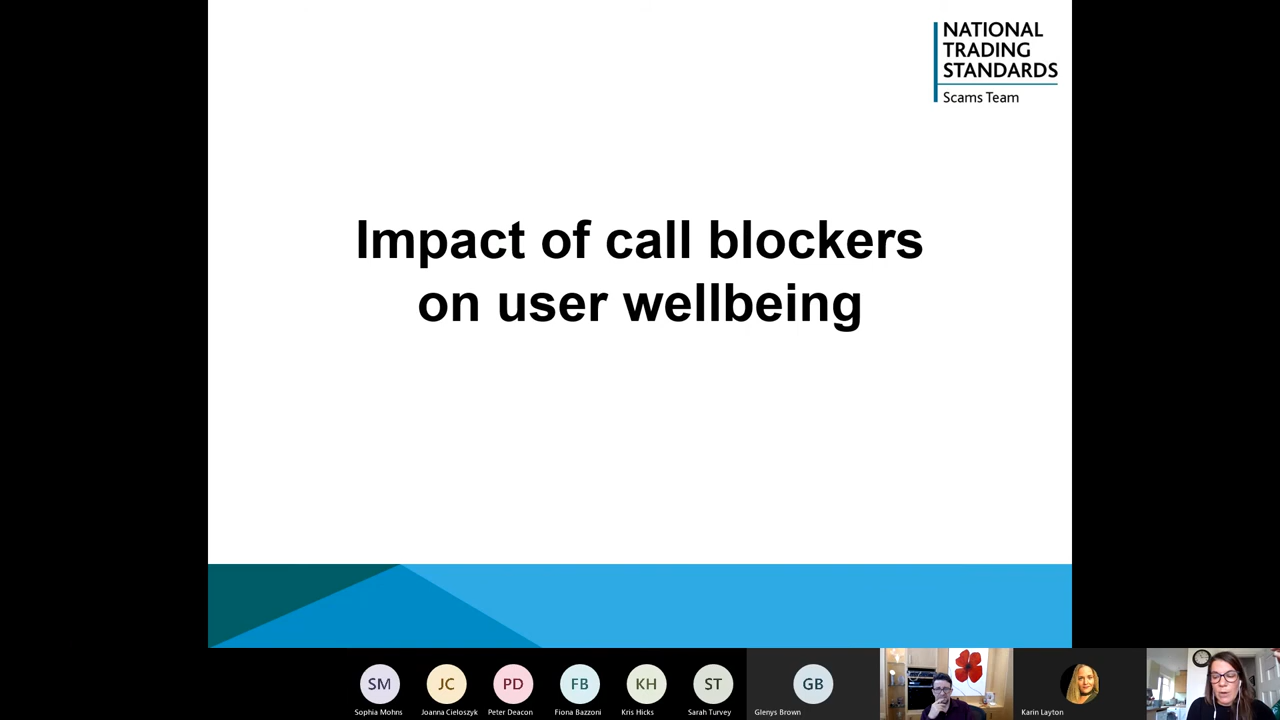 NATIONAL
TRADING
STANDARDS
Scams Team
Impact of call blockers
on user wellbeing
SM
JC
PD
FB
KH
ST
GB
Sophia Mohns
Joanna Cieloszyk
Peter Deacon
Fiona Bazzoni
Kris Hicks
Sarah Turvey
Glenys Brown
Karin Layton